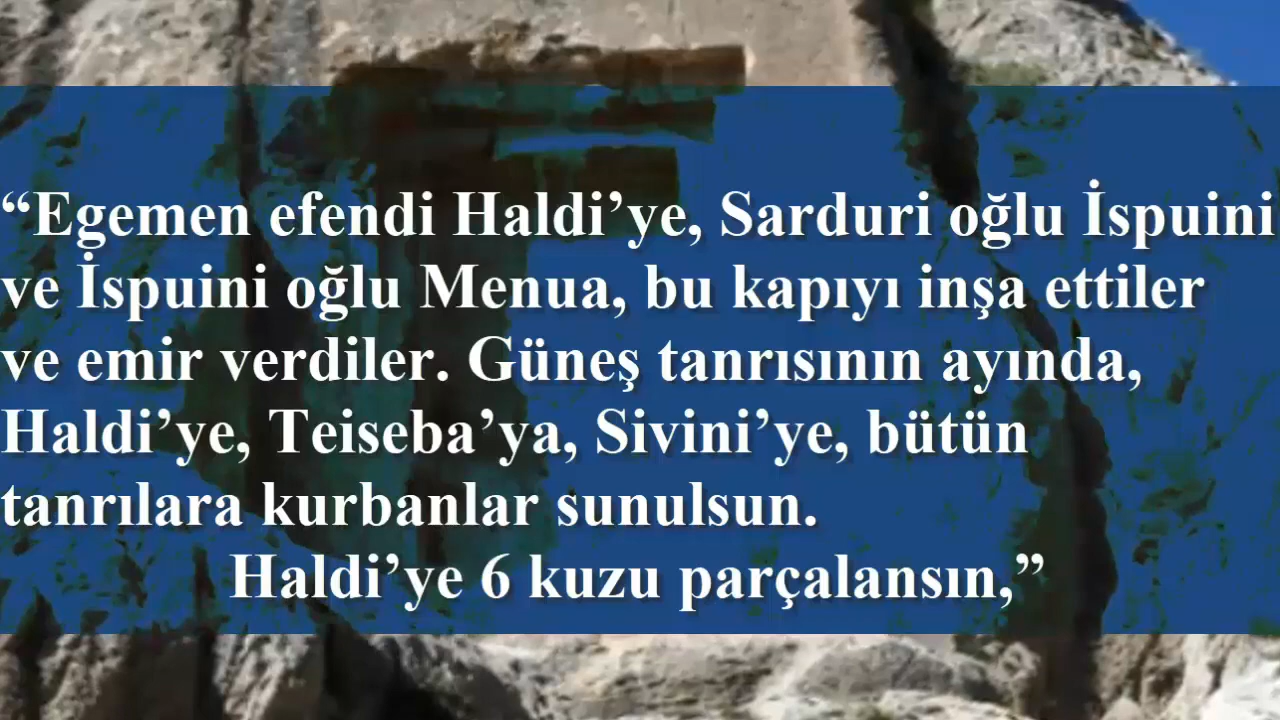 “Egemen efendi Haldi’ye, Sarduri oğlu İspuini
ve İspuini oğlu Menua, bu kapıyı inşa ettiler
ve emir verdiler. Güneş tanrısının ayında,
Haldi’ye, Teiseba’ya, Sivini’ye, bütün
tanrılara kurbanlar sunulsun.
Haldi’ye 6 kuzu parçalansın,”